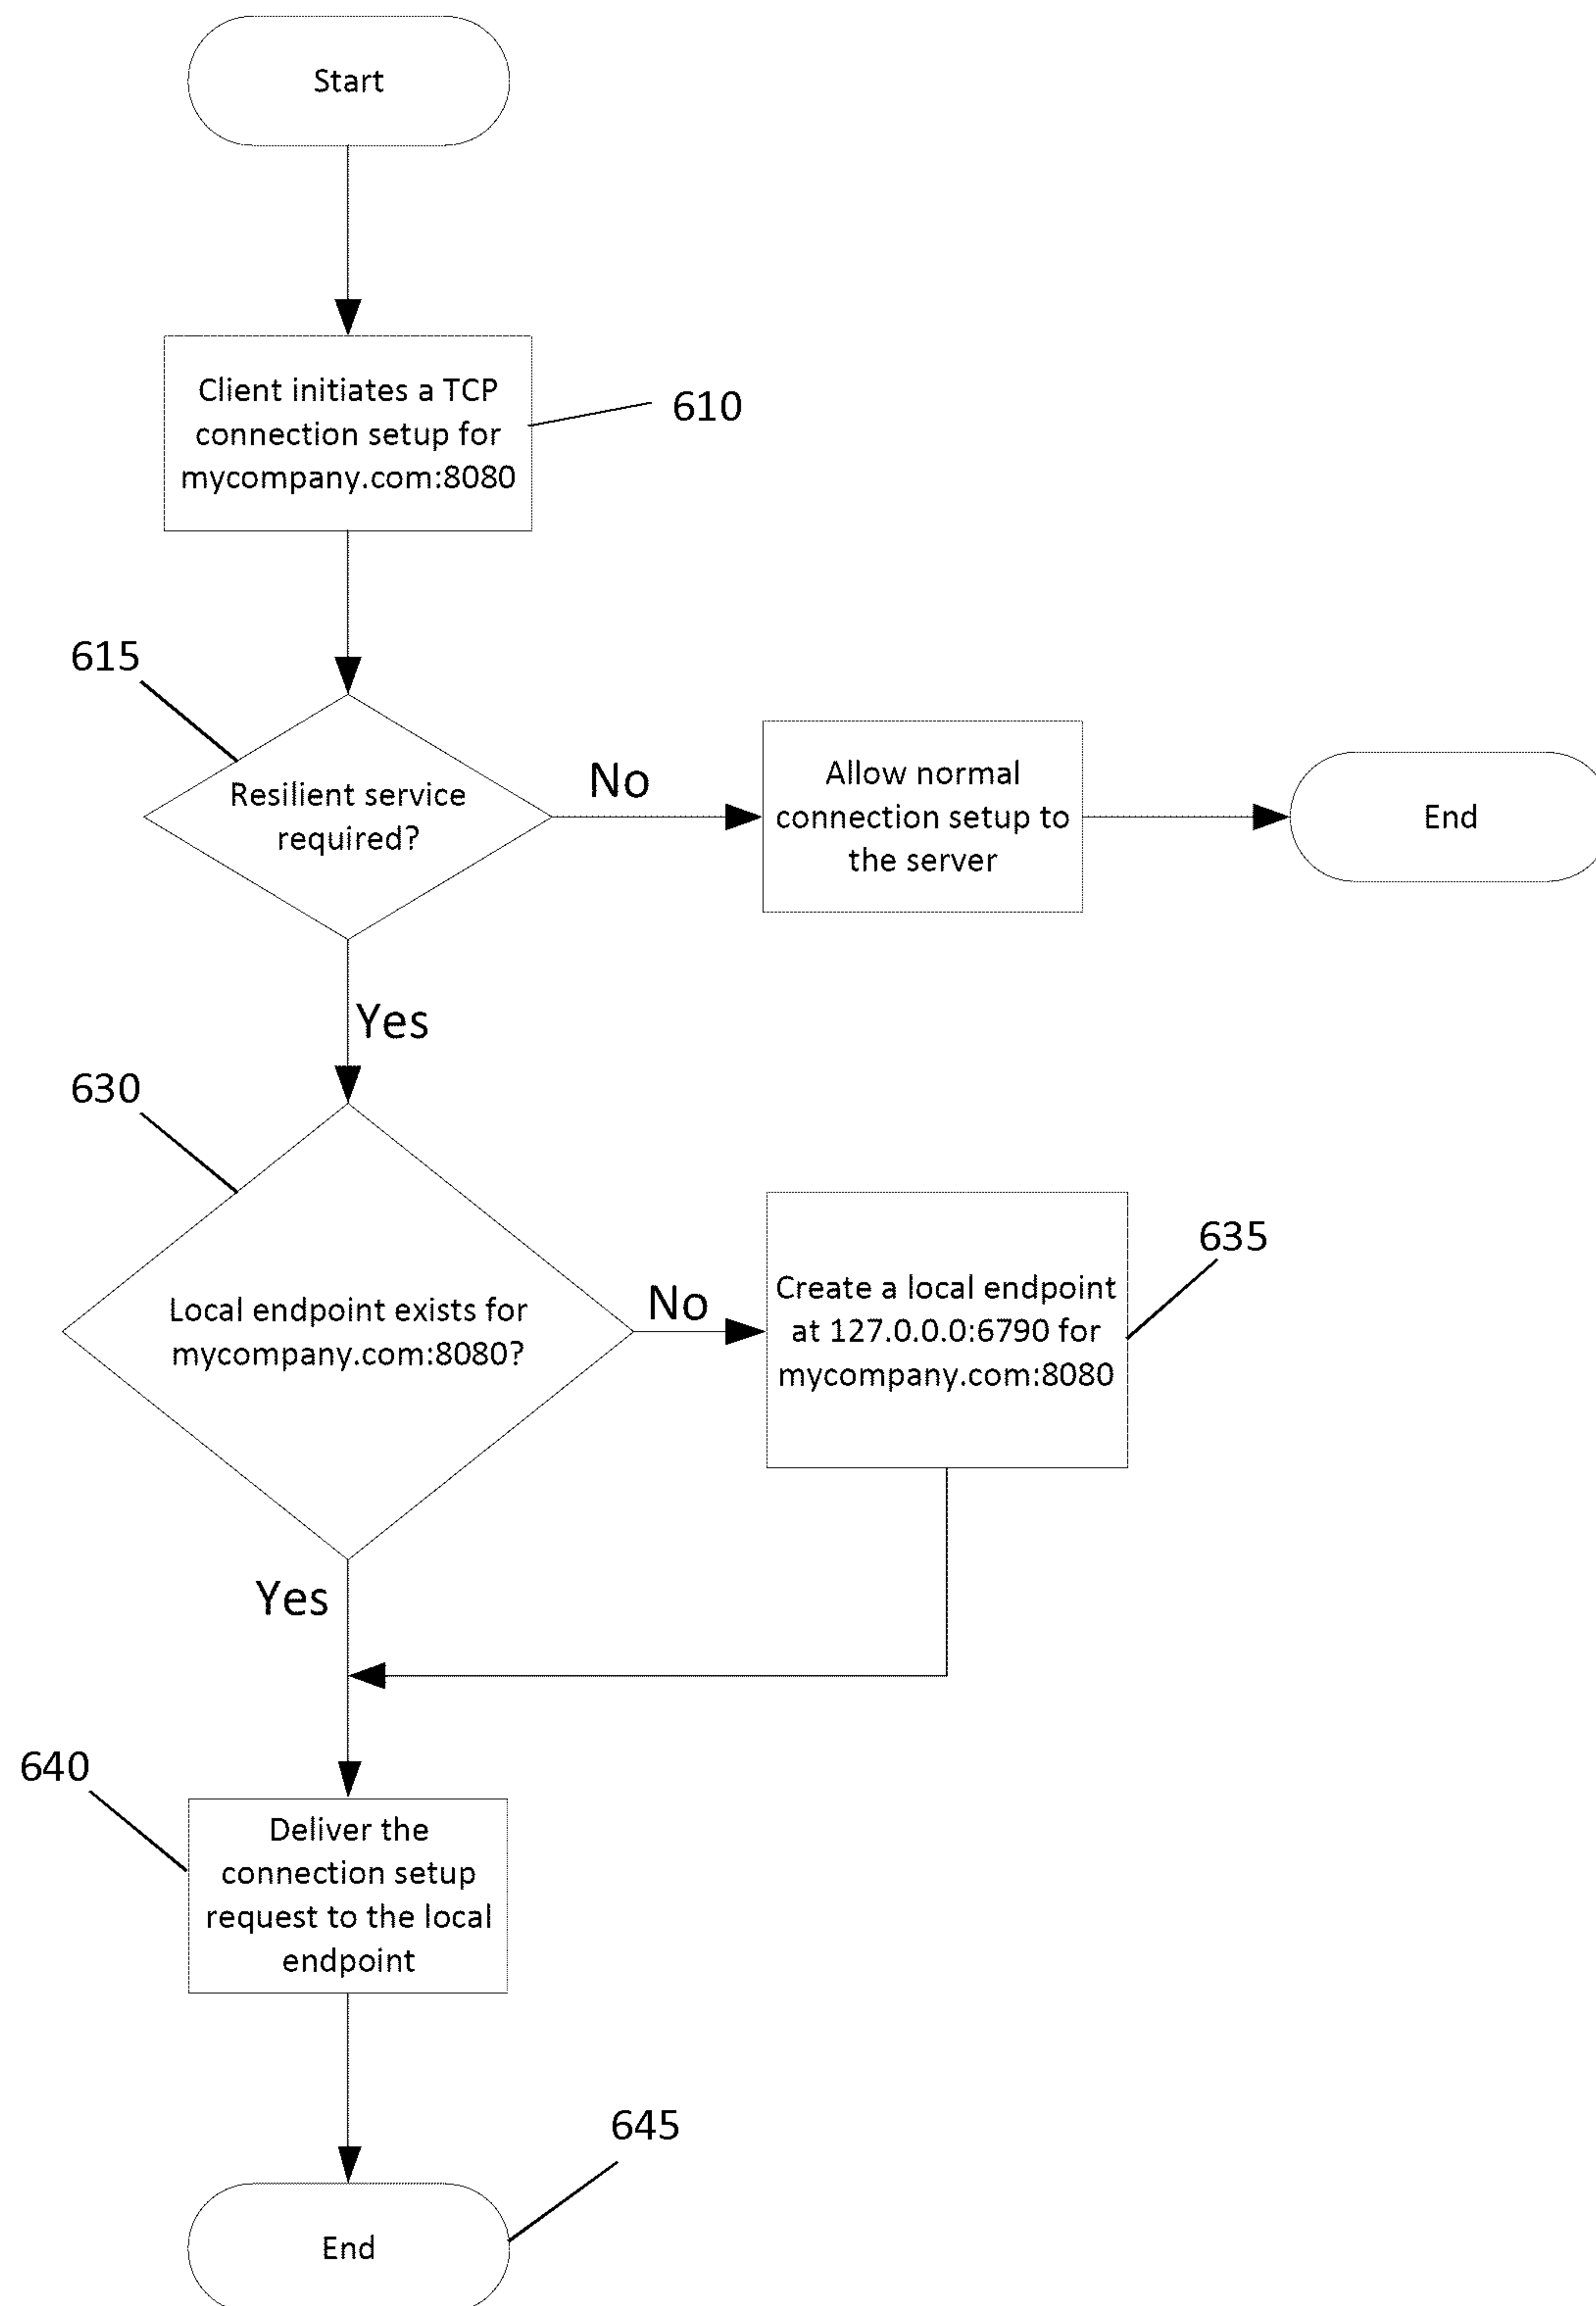 Start
Client initiates a TCP
connection setup for
mycompany.com:8080
610
615
Resilient service
required?
No
Allow normal
connection setup to
the server
End
Yes
630
Local endpoint exists for
mycompany.com:8080?
No
Create a local endpoint
at 127.0.0.0:6790 for
mycompany.com:8080
635
Yes
640
Deliver the
connection setup
request to the local
endpoint
645
End